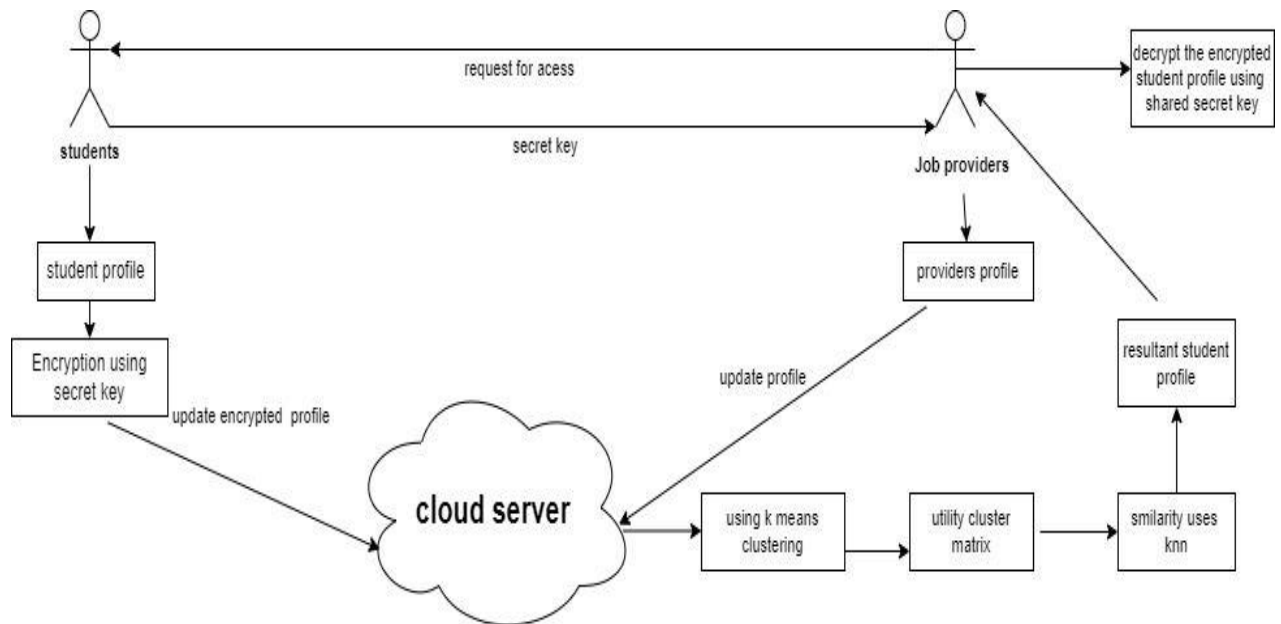 request for acess
decrypt the encrypted
student profile using
shared secret key
secret key
students
Job providers
student profile
providers profile
Encryption using
secret key
update encrypted profile
update profile
resultant student
profile
cloud server
using k means
clustering
utility cluster
matrix
smilarity uses
knn